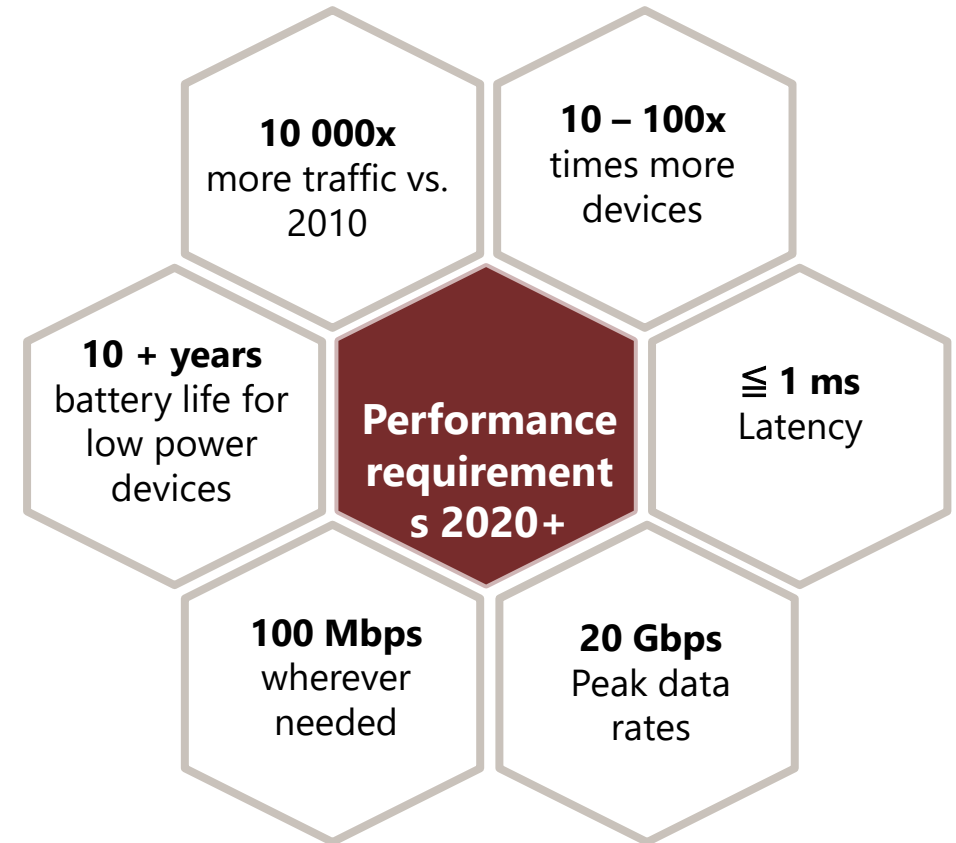 10 000x
more traffic vs.
2010
10 – 100x
times more
devices
10 + years
battery life for
low power
devices
Performance
requirement
s 2020+
≦ 1 ms
Latency
100 Mbps
wherever
needed
20 Gbps
Peak data
rates